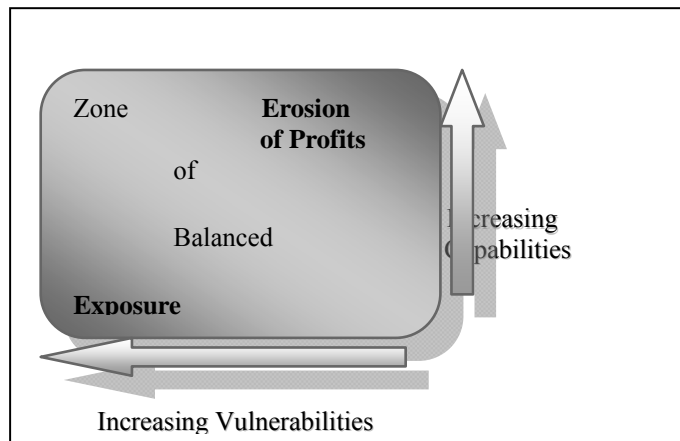 Zone
Erosion
of Profits
of
Balanced
Increasing
Capabilities
Exposure
Increasing Vulnerabilities